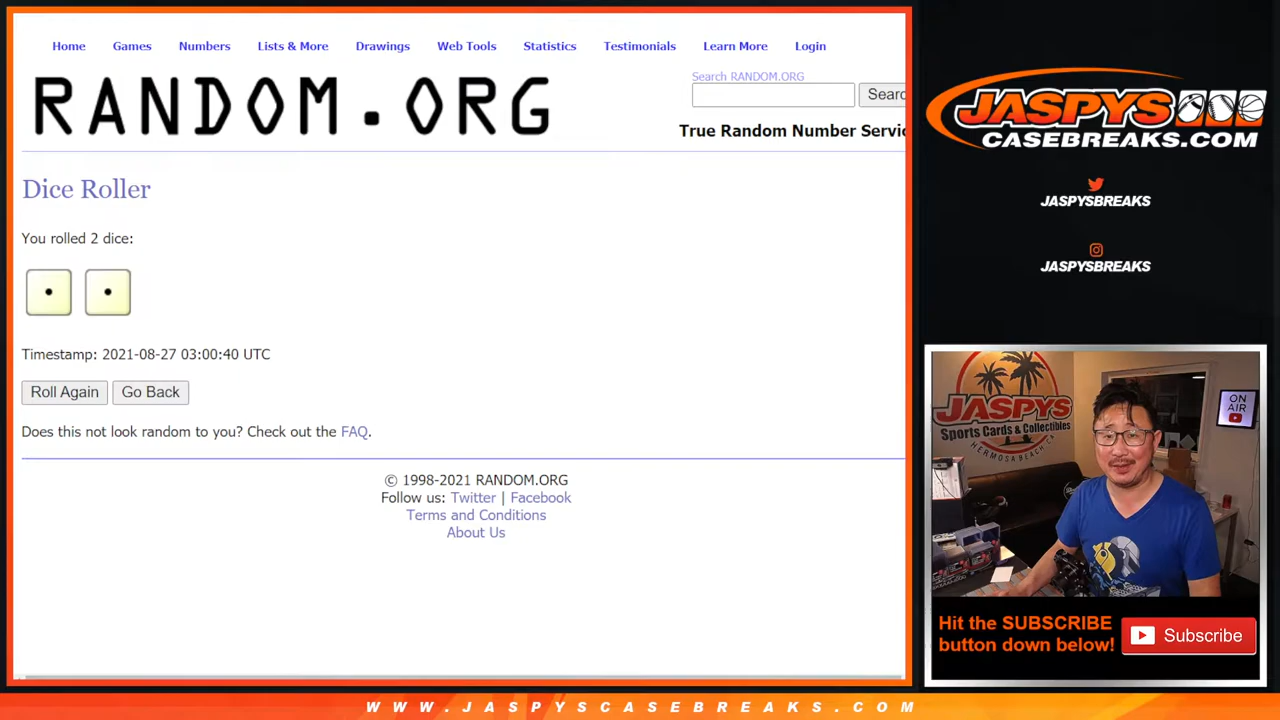 Home Games Numbers Lists & More Drawings Web Tools Statistics Testimonials Learn More Login
RANDOM.ORG
Search RANDOM.ORG
Searc
True Random Number Servic
Dice Roller
You rolled 2 dice:
Timestamp: 2021-08-27 03:00:40 UTC
Roll Again Go Back
Does this not look random to you? Check out the FAQ.
© 1998-2021 RANDOM.ORG
Follow us: Twitter | Facebook
Terms and Conditions
About Us
JASPYS
CASEBREAKS.COM
JASPYSBREAKS
JASPYSBREAKS
JASPYS
Sports Cards & Collectibles
HERMOSA BEACH, CA
ON
AIR
Hit the SUBSCRIBE
button down below!
Subscribe
WWW.JASPYSCASEBREAKS.COM